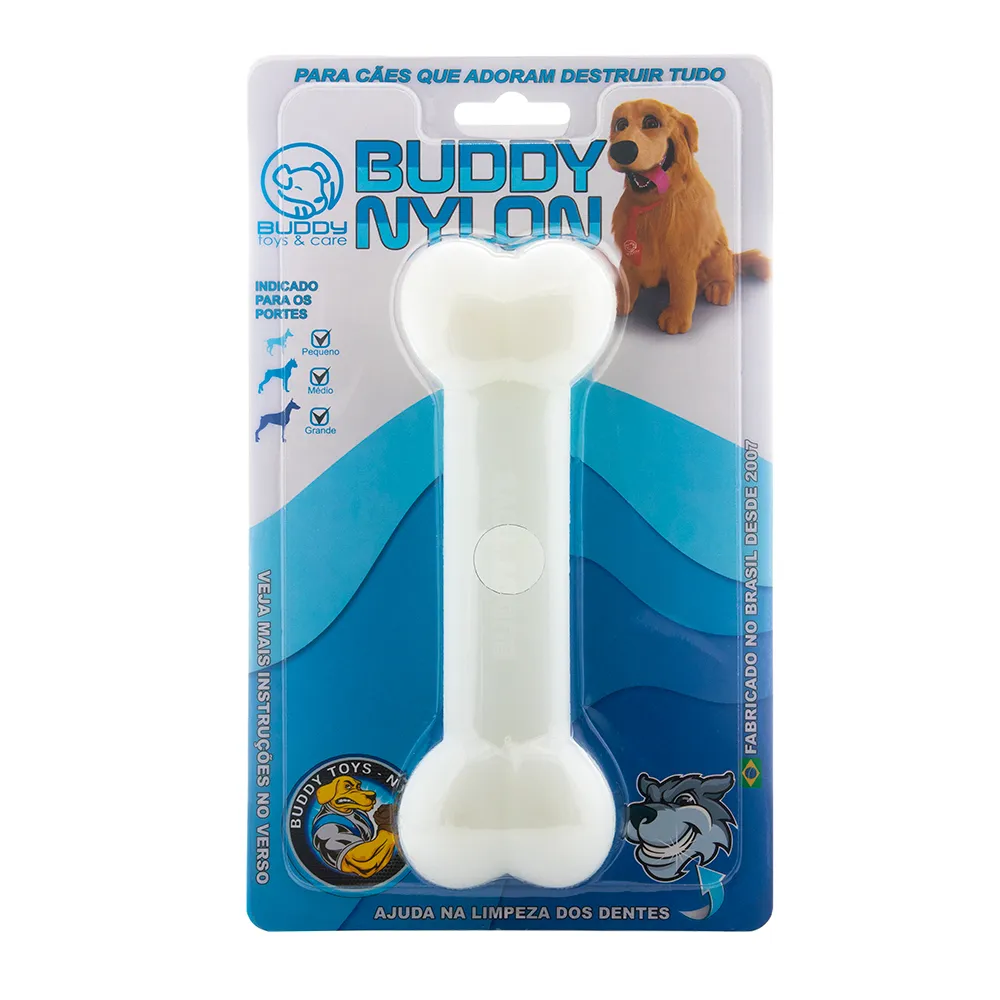 PARA CÃES QUE ADORAM DESTRUIR TUDO
BUDDY
NYLON
BUDDY
toys & care
INDICADO
PARA OS
PORTES
Pequeno
Médio
Grande
VEJA MAIS INSTRUÇÕES NO VERSO
FABRICADO NO BRASIL DESDE 2007
BUDDY TOYS - N
AJUDA NA LIMPEZA DOS DENTES